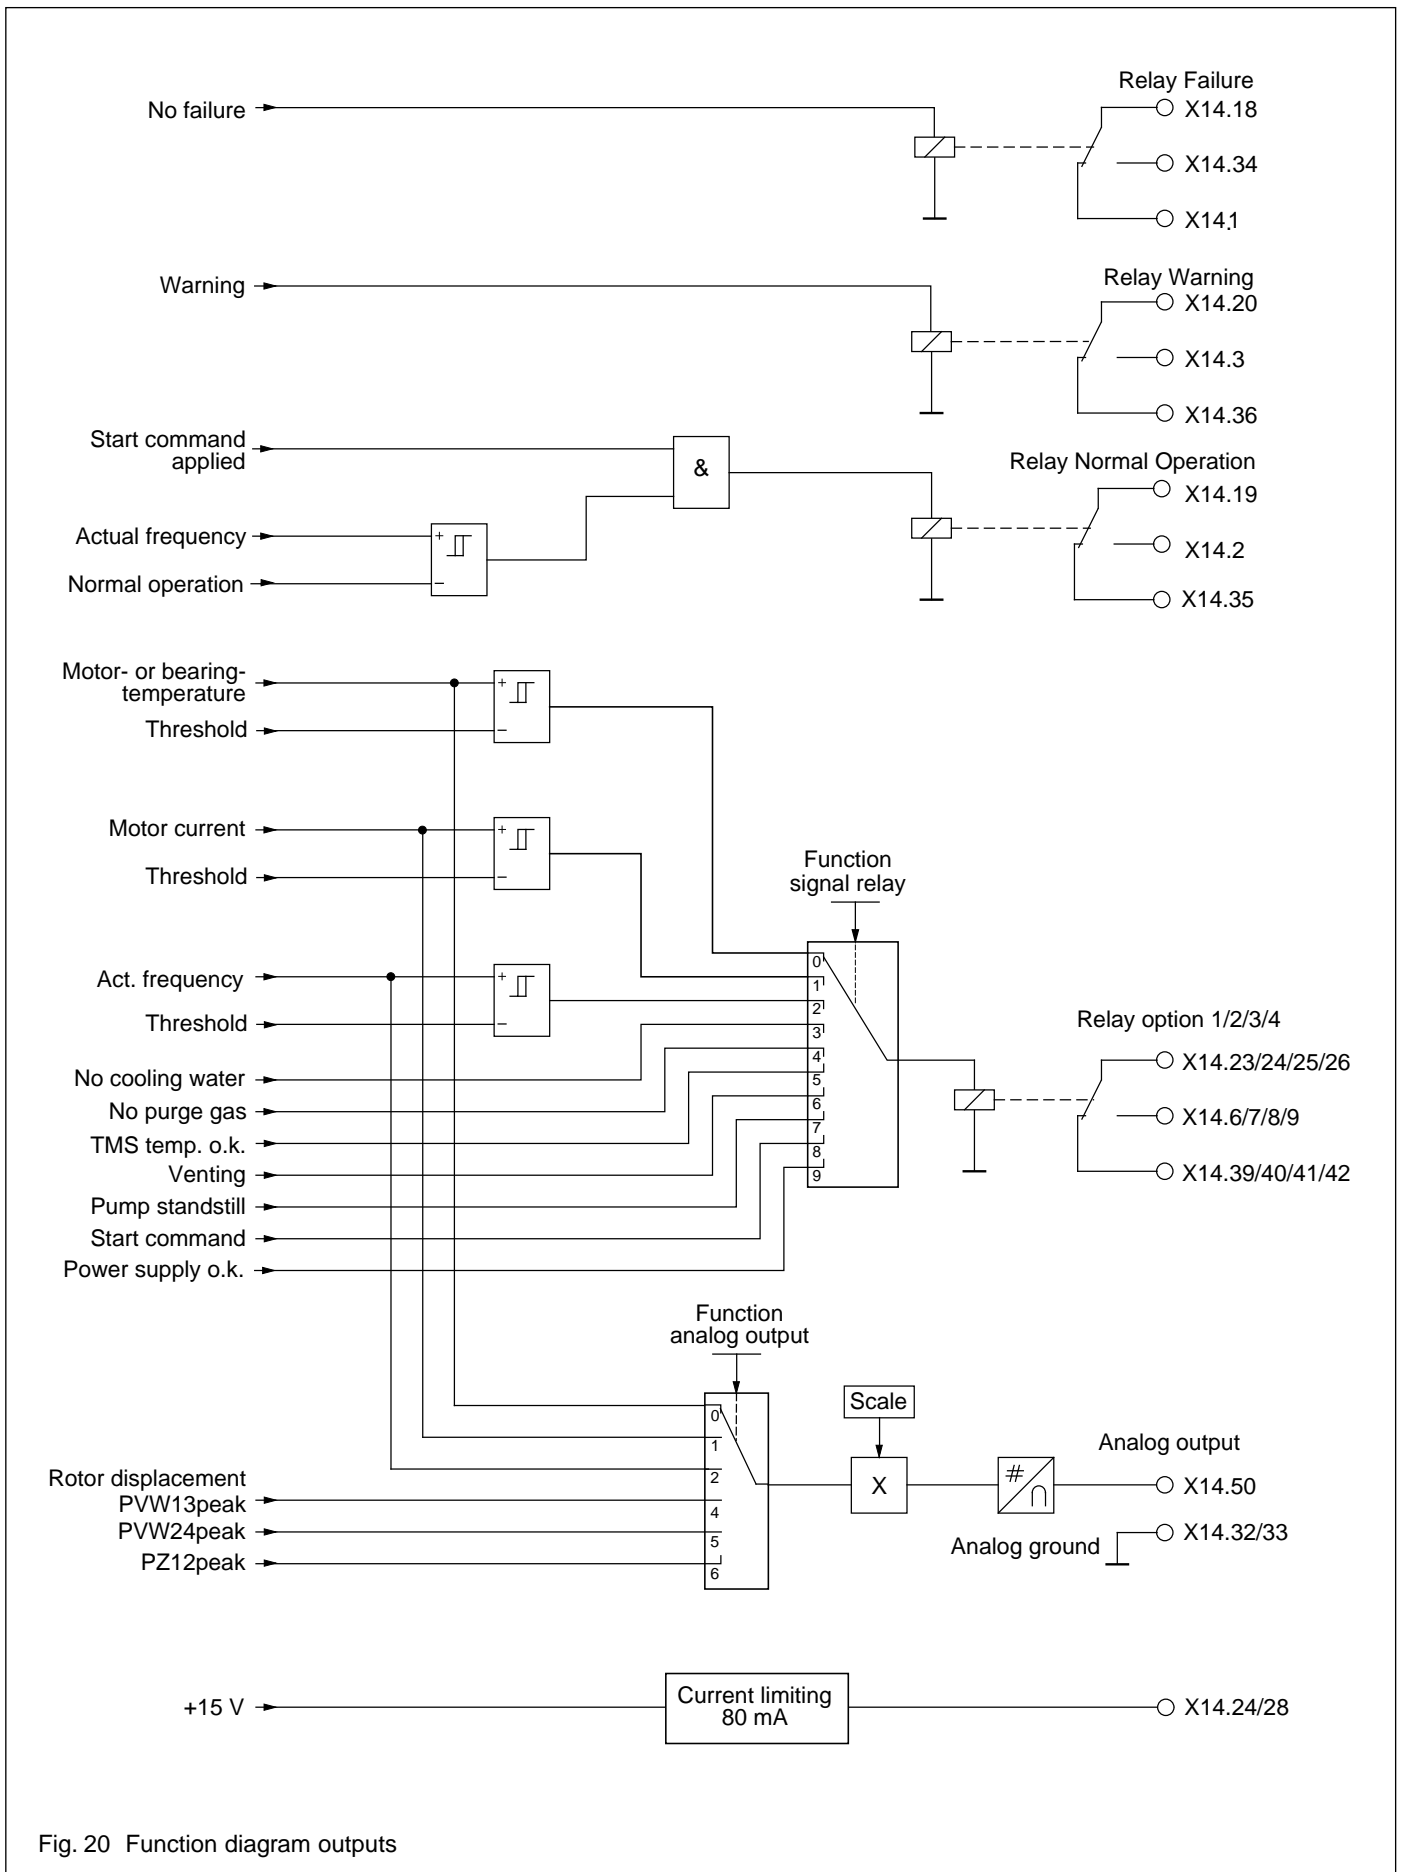 Relay Failure
No failure
X14.18
X14.34
X14.1
Relay Warning
Warning
X14.20
X14.3
X14.36
Start command
applied
&
Relay Normal Operation
X14.19
Actual frequency
+
X14.2
Normal operation
−
X14.35
Motor- or bearing-
temperature
+
Threshold
−
Motor current
+
Threshold
−
Function
signal relay
Act. frequency
+
Threshold
−
0
1
2
3
4
5
6
7
8
9
Relay option 1/2/3/4
X14.23/24/25/26
X14.6/7/8/9
X14.39/40/41/42
No cooling water
No purge gas
TMS temp. o.k.
Venting
Pump standstill
Start command
Power supply o.k.
Function
analog output
0
1
2
4
5
6
Scale
X
#
∩
Analog output
X14.50
Rotor displacement
PVW13peak
PVW24peak
PZ12peak
Analog ground
X14.32/33
+15 V
Current limiting
80 mA
X14.24/28
Fig. 20 Function diagram outputs